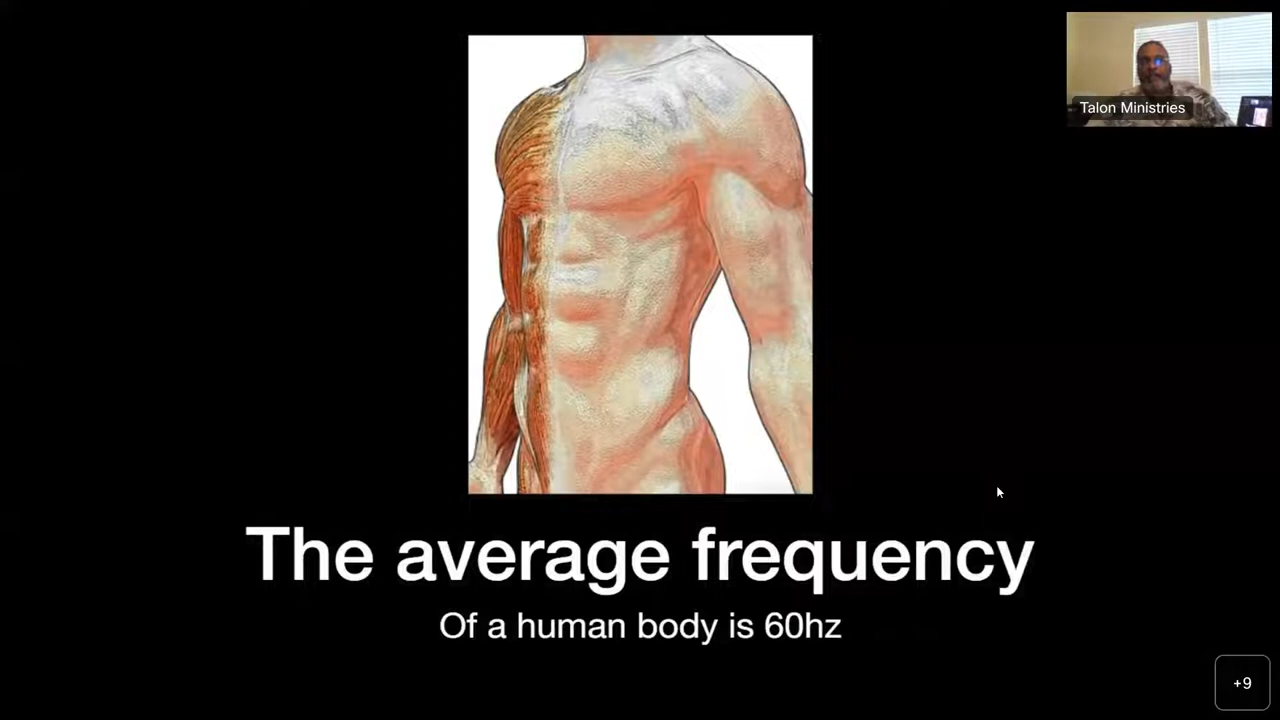 Talon Ministries
The average frequency
Of a human body is 60hz
+9